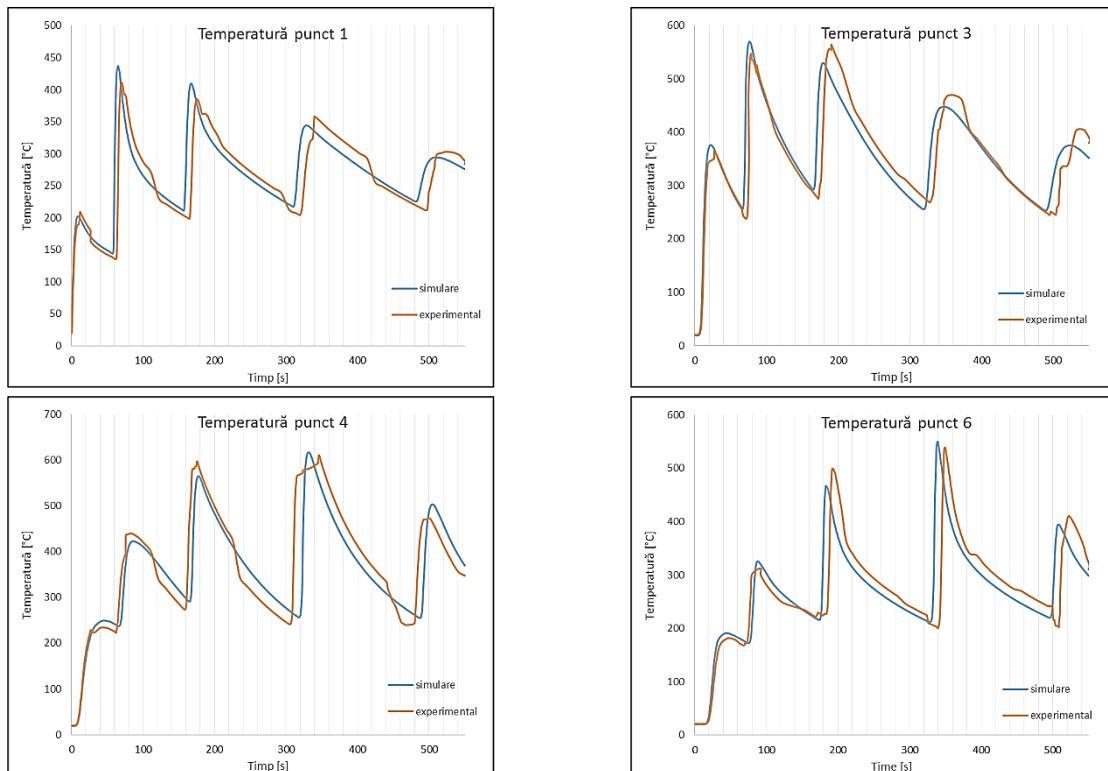 Temperatură punct 1
Temperatură [°C]
500
450
400
350
300
250
200
150
100
50
0
0 100 200 300 400 500
Timp [s]
simulare
experimental
Temperatură punct 3
Temperatură [°C]
600
500
400
300
200
100
0
0 100 200 300 400 500
Timp [s]
simulare
experimental
Temperatură punct 4
Temperatură [°C]
700
600
500
400
300
200
100
0
0 100 200 300 400 500
Timp [s]
simulare
experimental
Temperatură punct 6
Temperatură [°C]
600
500
400
300
200
100
0
0 100 200 300 400 500
Time [s]
simulare
experimental